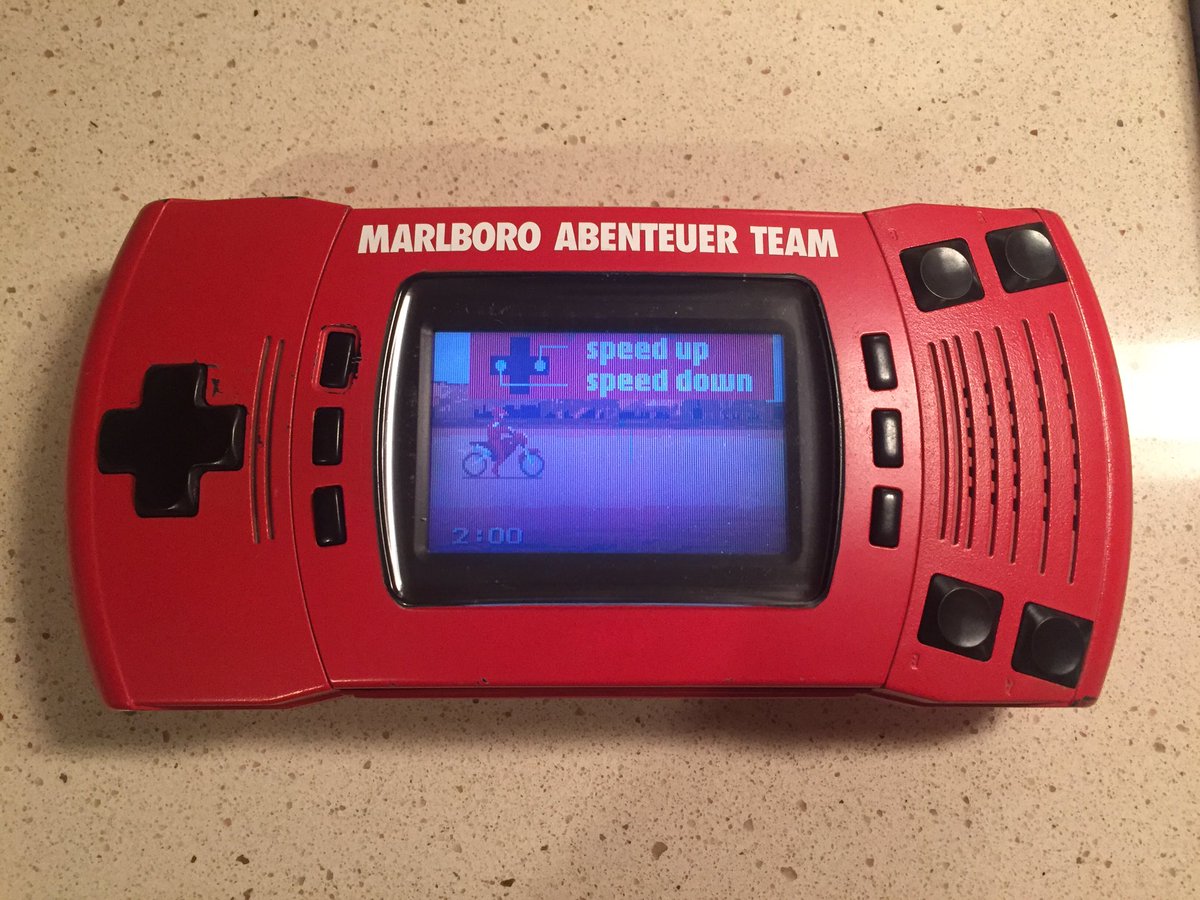 MARLBORO ABENTEUER TEAM
speed up
speed down
2:00